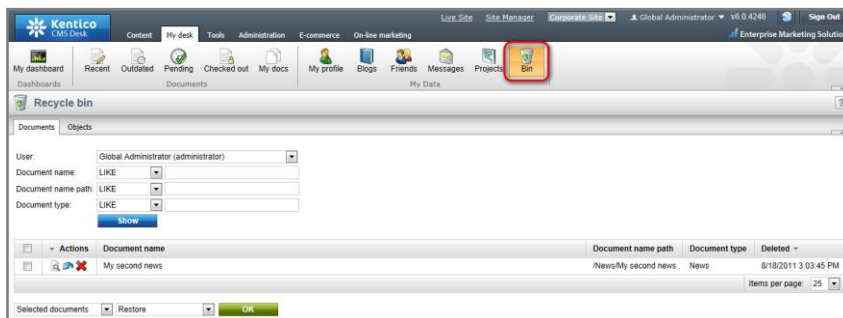 Kentico
CMS Desk
Live Site Site Manager Corporate Site Global Administrator v6.0.4246 Sign Out
Content My desk Tools Administration E-commerce On-line marketing
Enterprise Marketing Solutio
My dashboard Recent Outdated Pending Checked out My docs My profile Blogs Friends Messages Projects Bin
Dashboards Documents My Data
Recycle bin ?
Documents Objects
User: Global Administrator (administrator)
Document name: LIKE
Document name path: LIKE
Document type: LIKE
Show
Actions Document name Document name path Document type Deleted
My second news /News/My second news News 8/18/2011 3:03:45 PM
Items per page: 25
Selected documents Restore OK